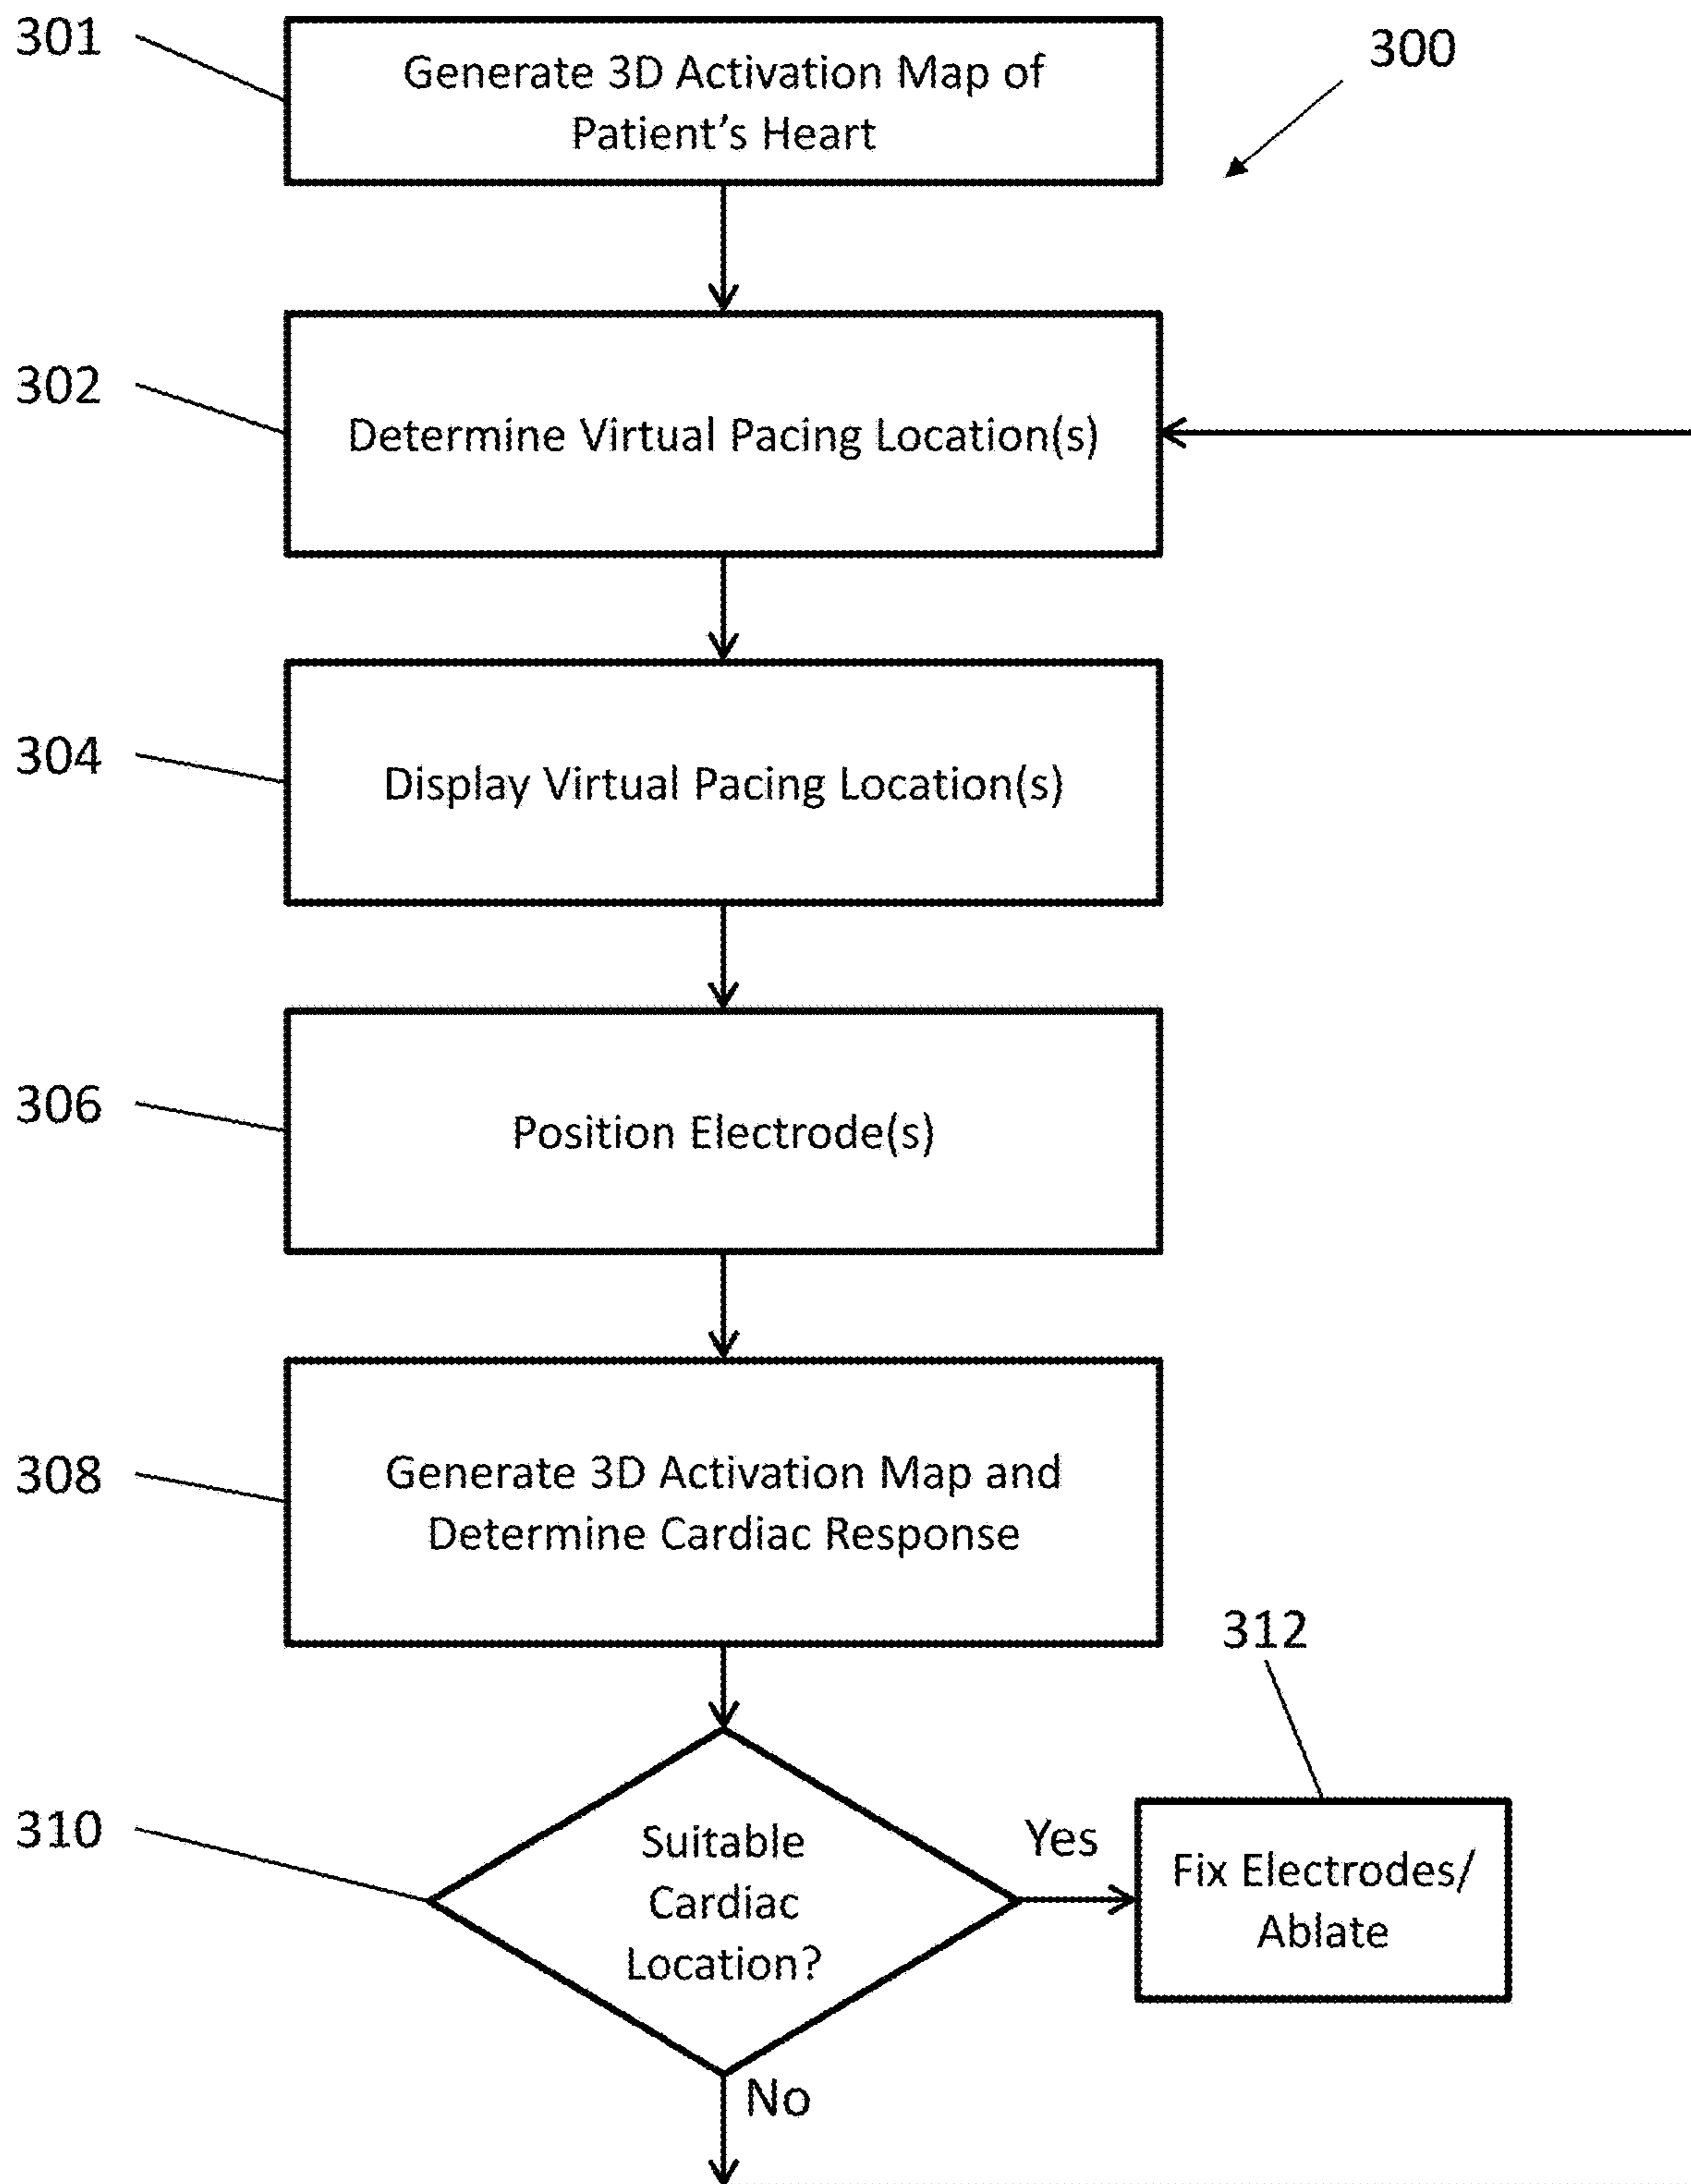 301
Generate 3D Activation Map of
Patient’s Heart
300
302
Determine Virtual Pacing Location(s)
304
Display Virtual Pacing Location(s)
306
Position Electrode(s)
308
Generate 3D Activation Map and
Determine Cardiac Response
312
310
Suitable
Cardiac
Location?
Yes
Fix Electrodes/
Ablate
No